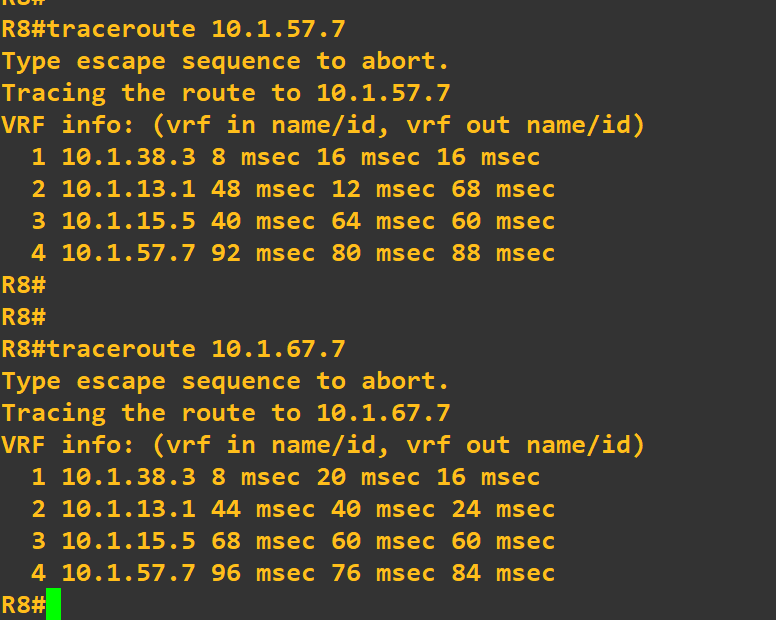 R8#
R8#traceroute 10.1.57.7
Type escape sequence to abort.
Tracing the route to 10.1.57.7
VRF info: (vrf in name/id, vrf out name/id)
1 10.1.38.3 8 msec 16 msec 16 msec
2 10.1.13.1 48 msec 12 msec 68 msec
3 10.1.15.5 40 msec 64 msec 60 msec
4 10.1.57.7 92 msec 80 msec 88 msec
R8#
R8#
R8#traceroute 10.1.67.7
Type escape sequence to abort.
Tracing the route to 10.1.67.7
VRF info: (vrf in name/id, vrf out name/id)
1 10.1.38.3 8 msec 20 msec 16 msec
2 10.1.13.1 44 msec 40 msec 24 msec
3 10.1.15.5 68 msec 60 msec 60 msec
4 10.1.57.7 96 msec 76 msec 84 msec
R8#